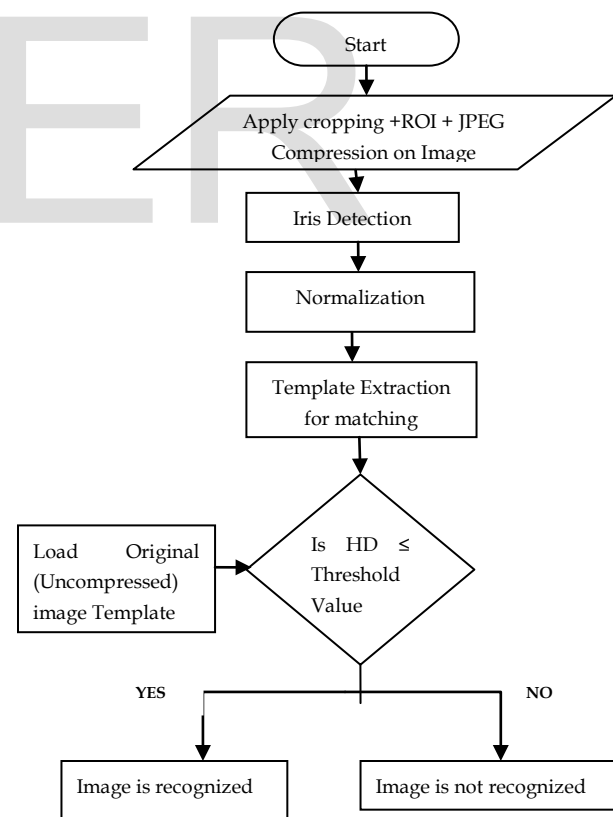 ER
Start
Apply cropping +ROI + JPEG
Compression on Image
Iris Detection
Normalization
Template Extraction
for matching
Load Original
(Uncompressed)
image Template
Is HD ≤
Threshold
Value
YES
NO
Image is recognized
Image is not recognized